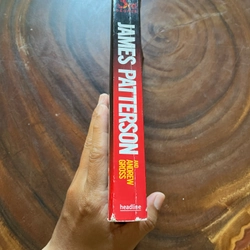 JAMES PATTERSON
AND ANDREW
GROSS
headline